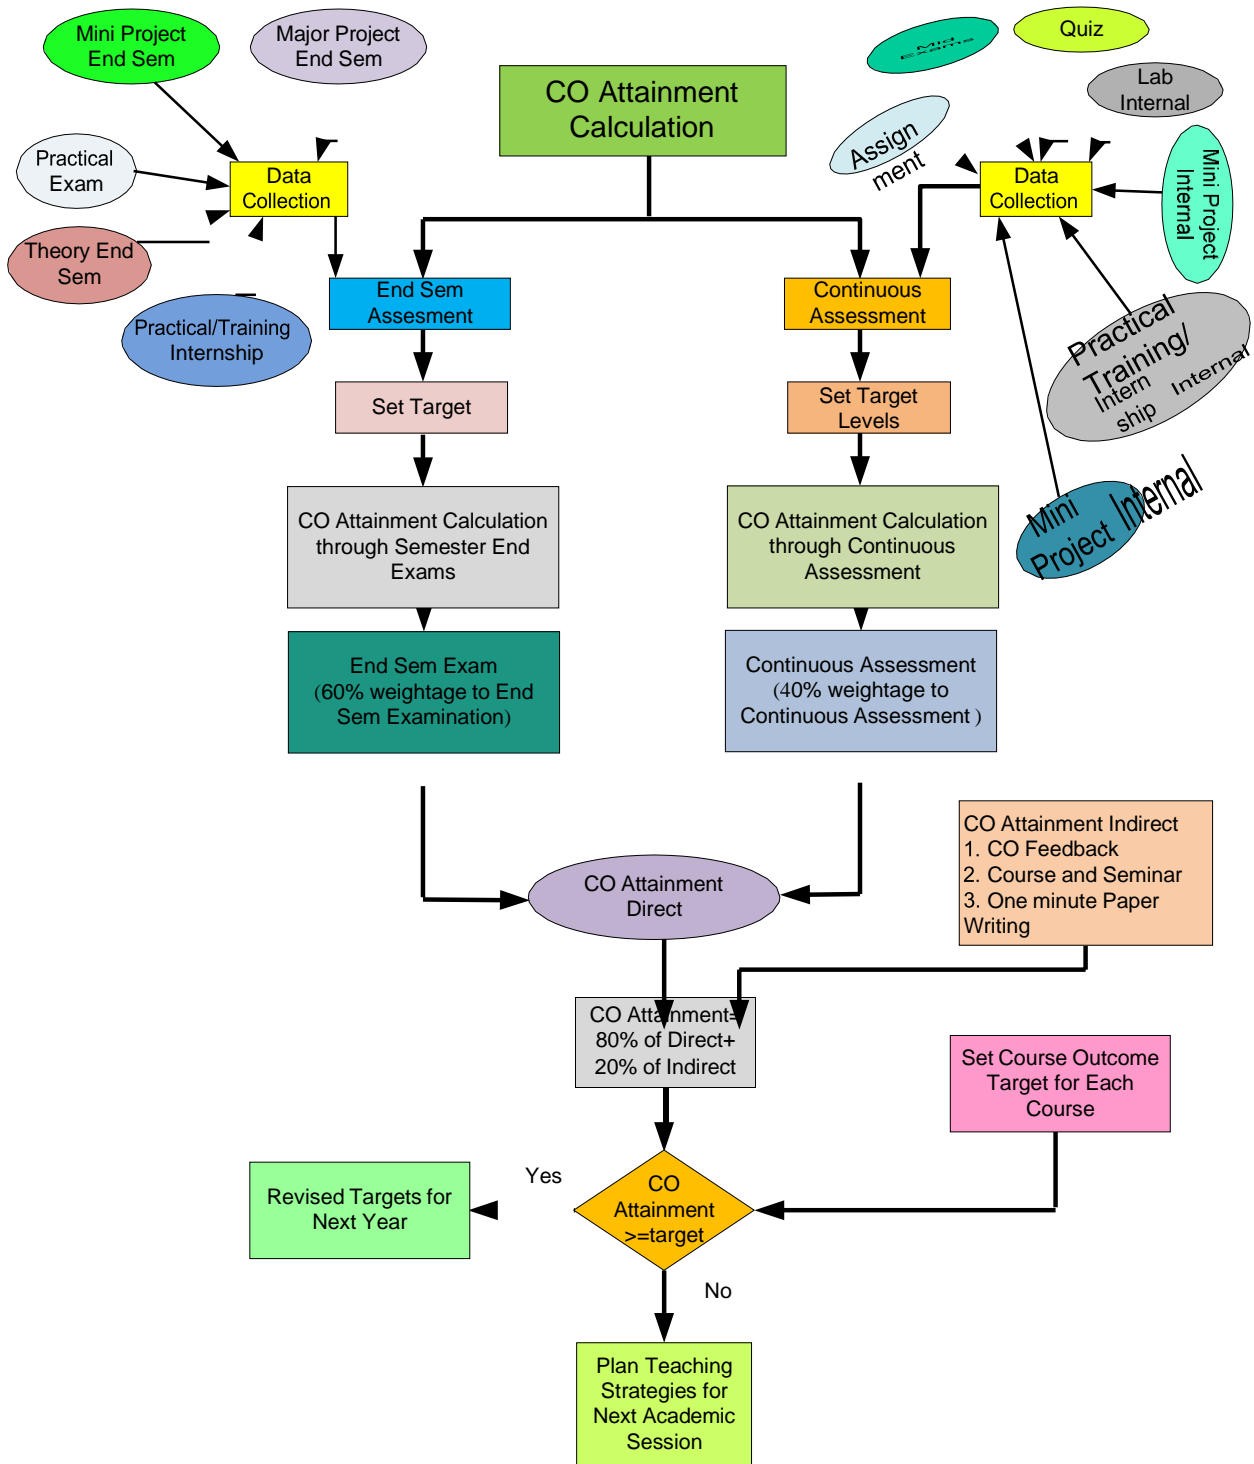 Mini Project
End Sem
Major Project
End Sem
Mid
Exams
Quiz
CO Attainment
Calculation
Lab
Internal
Assign
ment
Practical
Exam
Data
Collection
Data
Collection
Mini Project
Internal
Theory End
Sem
End Sem
Assesment
Continuous
Assessment
Practical/Training
Internship
Practical
Training/
Intern
ship Internal
Set Target
Set Target
Levels
Mini
Project Internal
CO Attainment Calculation
through Semester End
Exams
CO Attainment Calculation
through Continuous
Assessment
End Sem Exam
(60% weightage to End
Sem Examination)
Continuous Assessment
(40% weightage to
Continuous Assessment )
CO Attainment Indirect
1. CO Feedback
2. Course and Seminar
3. One minute Paper
Writing
CO Attainment
Direct
CO Attainment=
80% of Direct+
20% of Indirect
Set Course Outcome
Target for Each
Course
Yes
CO
Attainment
>=target
Revised Targets for
Next Year
No
Plan Teaching
Strategies for
Next Academic
Session